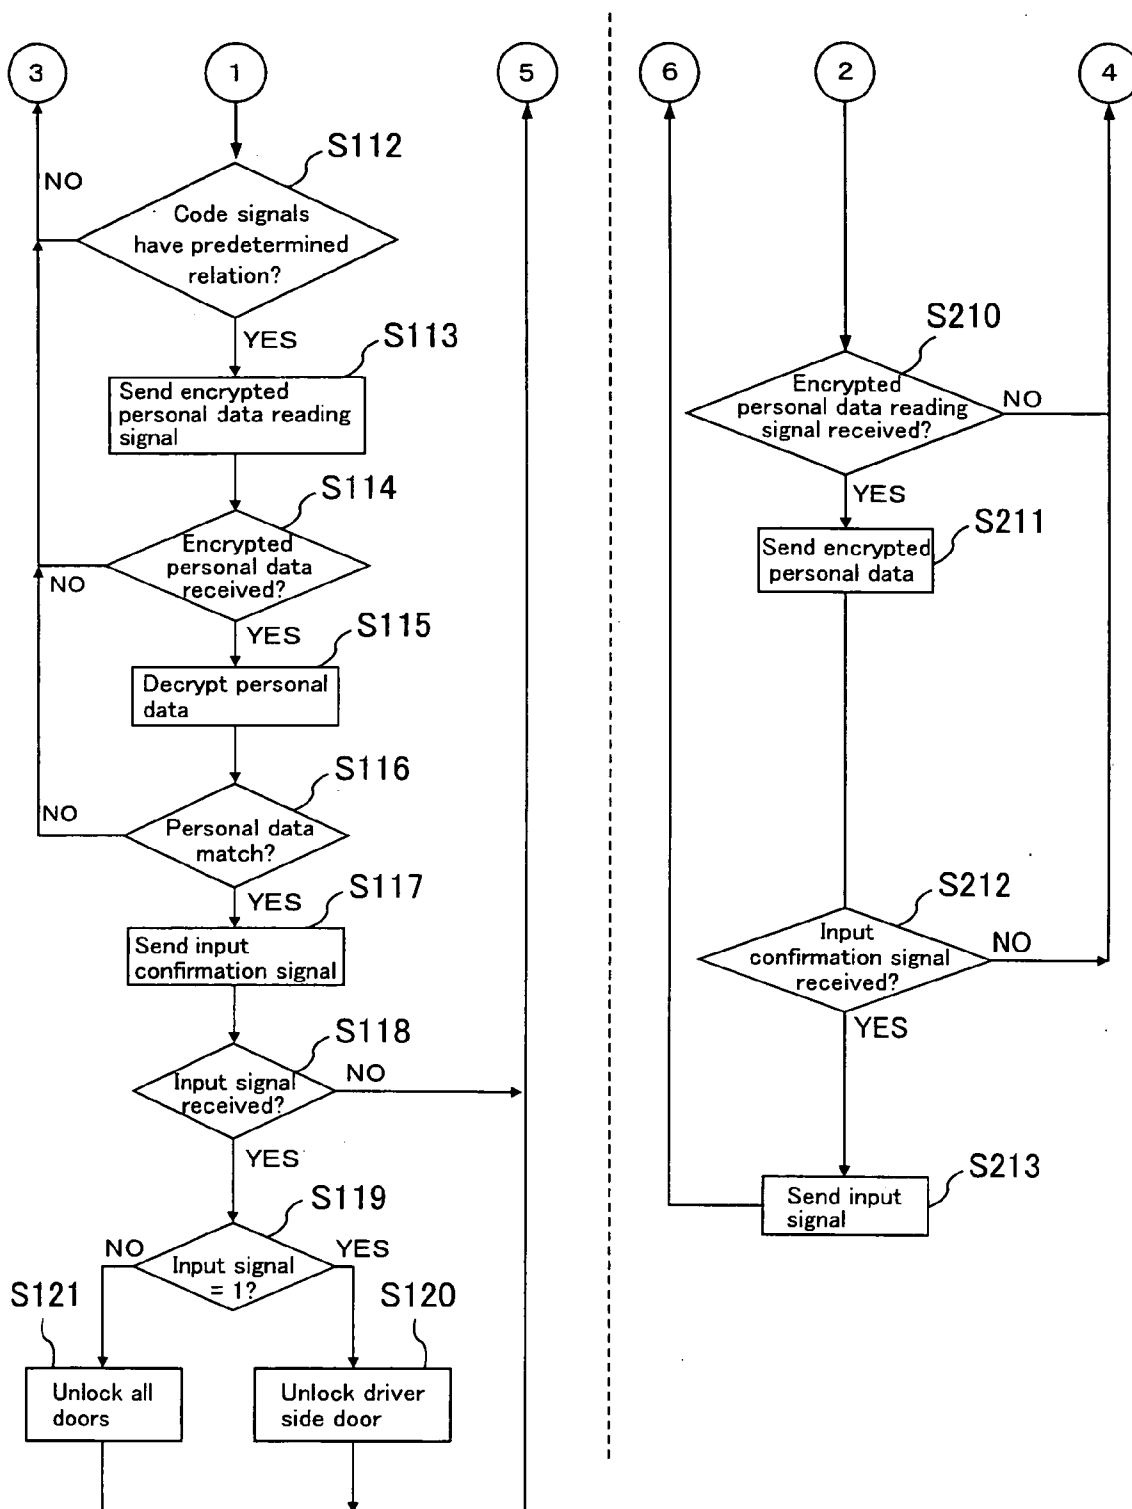 3
1
5
S112
NO
Code signals
have predetermined
relation?
YES
S113
Send encrypted
personal data reading
signal
S114
Encrypted
personal data
received?
NO
YES
S115
Decrypt personal
data
S116
NO
Personal data
match?
YES
S117
Send input
confirmation signal
S118
Input signal
received?
NO
YES
S119
NO
YES
Input signal
= 1?
S121
S120
Unlock all
doors
Unlock driver
side door
6
2
4
S210
Encrypted
personal data reading
signal received?
NO
YES
S211
Send encrypted
personal data
S212
Input
confirmation signal
received?
NO
YES
S213
Send input
signal